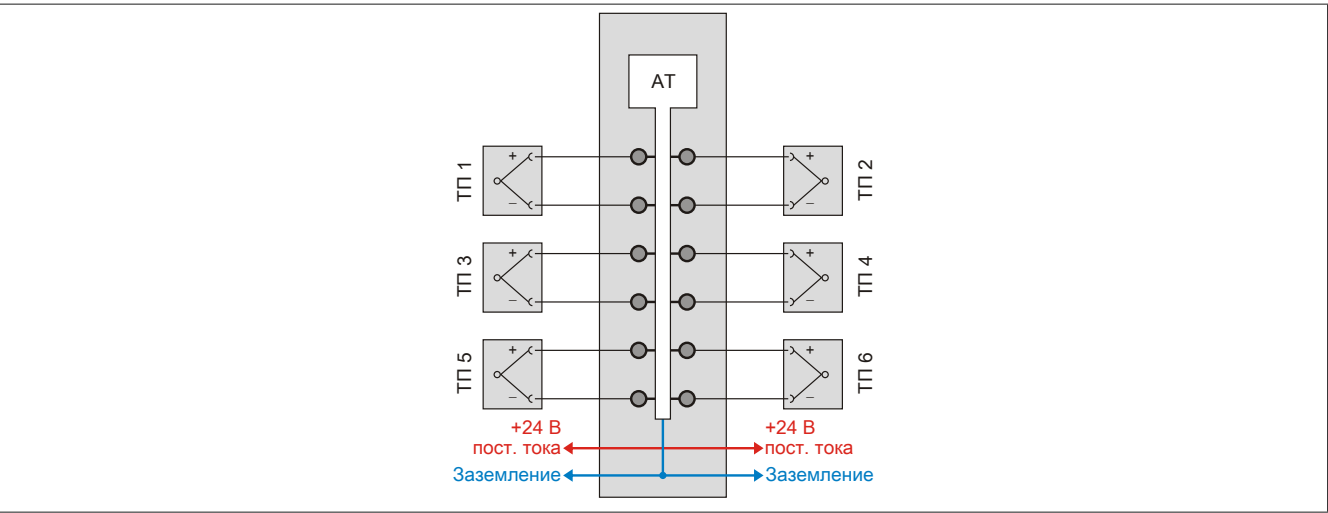 АТ
ТП 1
+
–
ТП 2
+
–
ТП 3
+
–
ТП 4
+
–
ТП 5
+
–
ТП 6
+
–
+24 В
пост. тока
+24 В
пост. тока
Заземление
Заземление